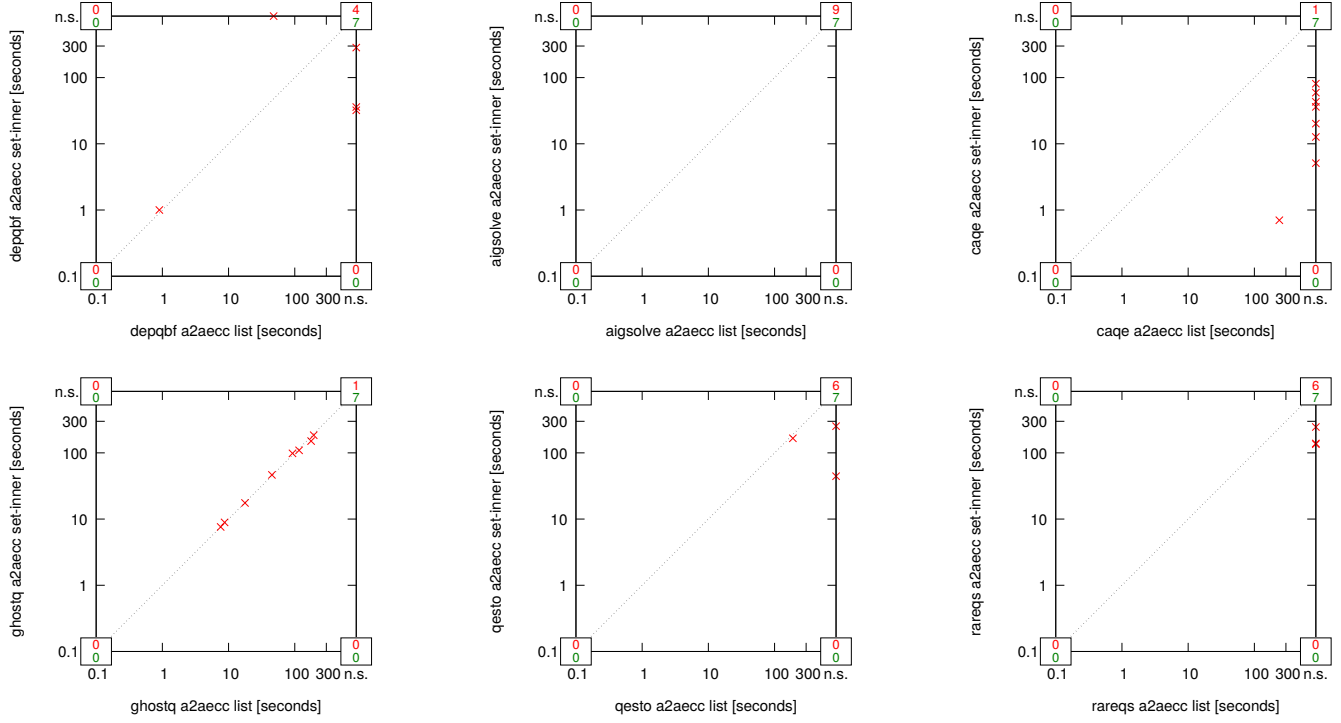 depqbf a2aecc set-inner [seconds]
n.s.
300
100
10
1
0.1
0 0
4 7
0 0
0 0
0.1 1 10 100 300 n.s.
depqbf a2aecc list [seconds]
aigsolve a2aecc set-inner [seconds]
n.s.
300
100
10
1
0.1
0 0
9 7
0 0
0 0
0.1 1 10 100 300 n.s.
aigsolve a2aecc list [seconds]
caqe a2aecc set-inner [seconds]
n.s.
300
100
10
1
0.1
0 0
1 7
0 0
0 0
0.1 1 10 100 300 n.s.
caqe a2aecc list [seconds]
ghostq a2aecc set-inner [seconds]
n.s.
300
100
10
1
0.1
0 0
1 7
0 0
0 0
0.1 1 10 100 300 n.s.
ghostq a2aecc list [seconds]
qesto a2aecc set-inner [seconds]
n.s.
300
100
10
1
0.1
0 0
6 7
0 0
0 0
0.1 1 10 100 300 n.s.
qesto a2aecc list [seconds]
rareqs a2aecc set-inner [seconds]
n.s.
300
100
10
1
0.1
0 0
6 7
0 0
0 0
0.1 1 10 100 300 n.s.
rareqs a2aecc list [seconds]